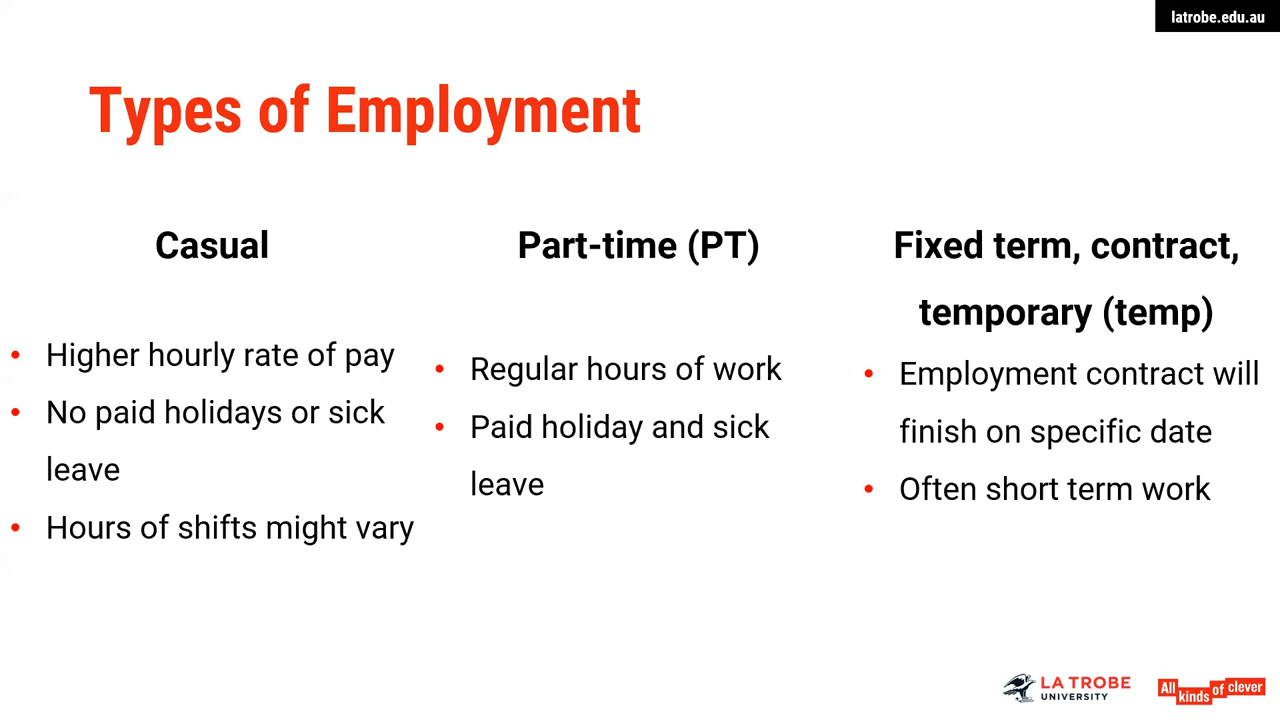 latrobe.edu.au
Types of Employment
Casual
Higher hourly rate of pay
No paid holidays or sick
leave
Hours of shifts might vary
Part-time (PT)
Regular hours of work
Paid holiday and sick
leave
Fixed term, contract,
temporary (temp)
Employment contract will
finish on specific date
Often short term work
LA TROBE
UNIVERSITY
All kinds of clever